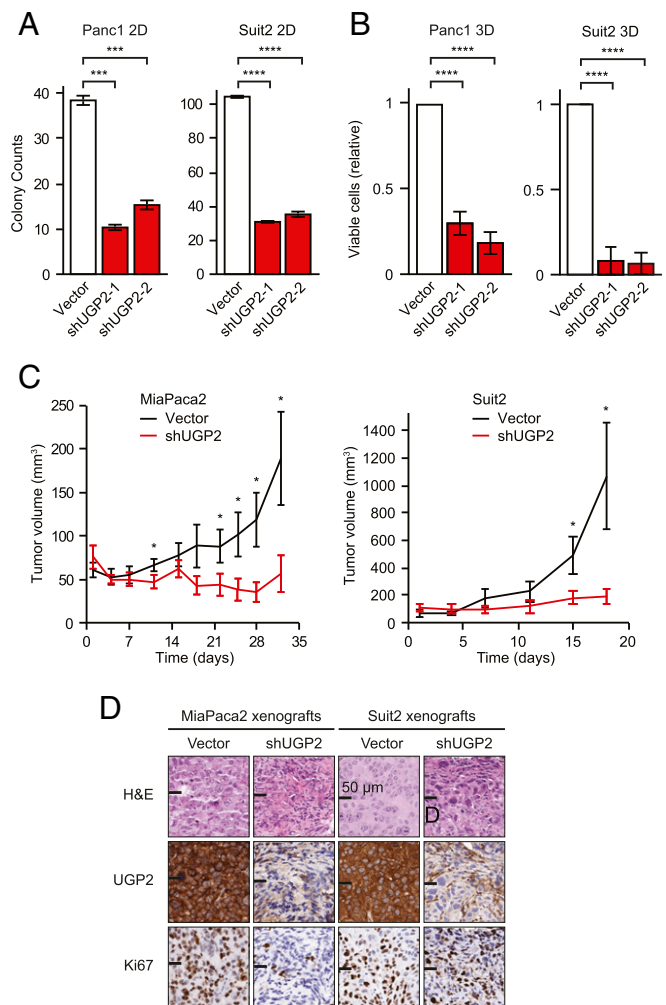 A
Panc1 2D
Suit2 2D
***
***
****
****
Colony Counts
40
30
20
10
0
100
80
60
40
20
0
Vector
shUGP2-1
shUGP2-2
Vector
shUGP2-1
shUGP2-2
B
Panc1 3D
Suit2 3D
****
****
****
****
Viable cells (relative)
1
0.5
0
1
0.5
0
Vector
shUGP2-1
shUGP2-2
Vector
shUGP2-1
shUGP2-2
C
MiaPaca2
Vector
shUGP2
Tumor volume (mm³)
250
200
150
100
50
0
* * * * *
0 7 14 21 28 35
Time (days)
Suit2
Vector
shUGP2
Tumor volume (mm³)
1400
1200
1000
800
600
400
200
0
* *
0 5 10 15 20
Time (days)
D
MiaPaca2 xenografts Suit2 xenografts
Vector shUGP2 Vector shUGP2
H&E
50 µm
D
UGP2
Ki67